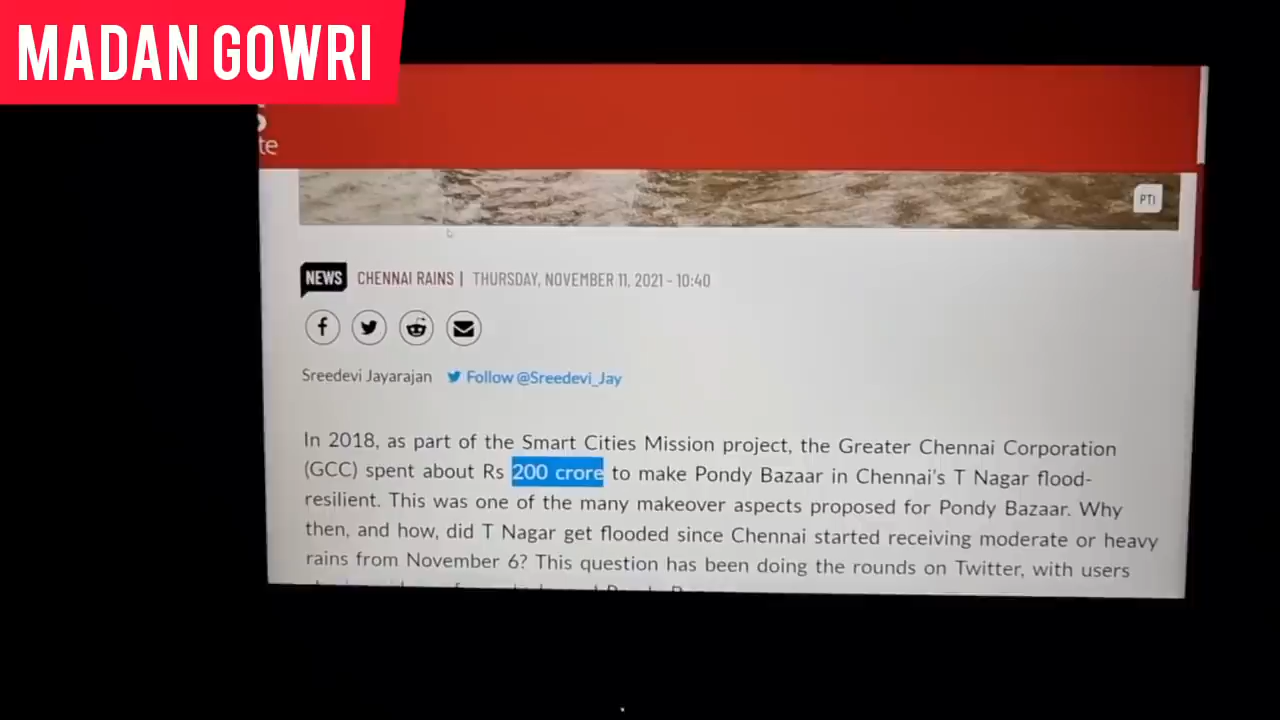 MADAN GOWRI
te
PTI
NEWS CHENNAI RAINS | THURSDAY, NOVEMBER 11, 2021 - 10:40
Sreedevi Jayarajan Follow @Sreedevi_Jay
In 2018, as part of the Smart Cities Mission project, the Greater Chennai Corporation
(GCC) spent about Rs 200 crore to make Pondy Bazaar in Chennai's T Nagar flood-
resilient. This was one of the many makeover aspects proposed for Pondy Bazaar. Why
then, and how, did T Nagar get flooded since Chennai started receiving moderate or heavy
rains from November 6? This question has been doing the rounds on Twitter, with users